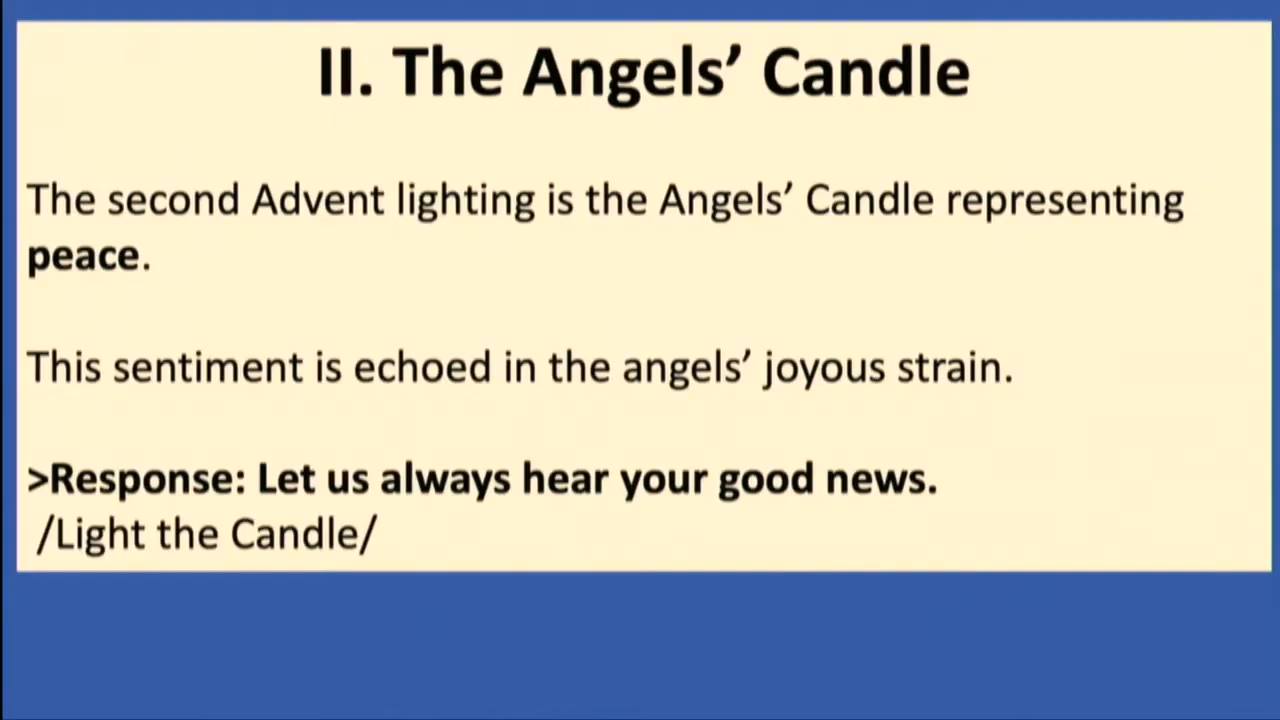 II. The Angels’ Candle
The second Advent lighting is the Angels’ Candle representing
peace.
This sentiment is echoed in the angels’ joyous strain.
>Response: Let us always hear your good news.
/Light the Candle/